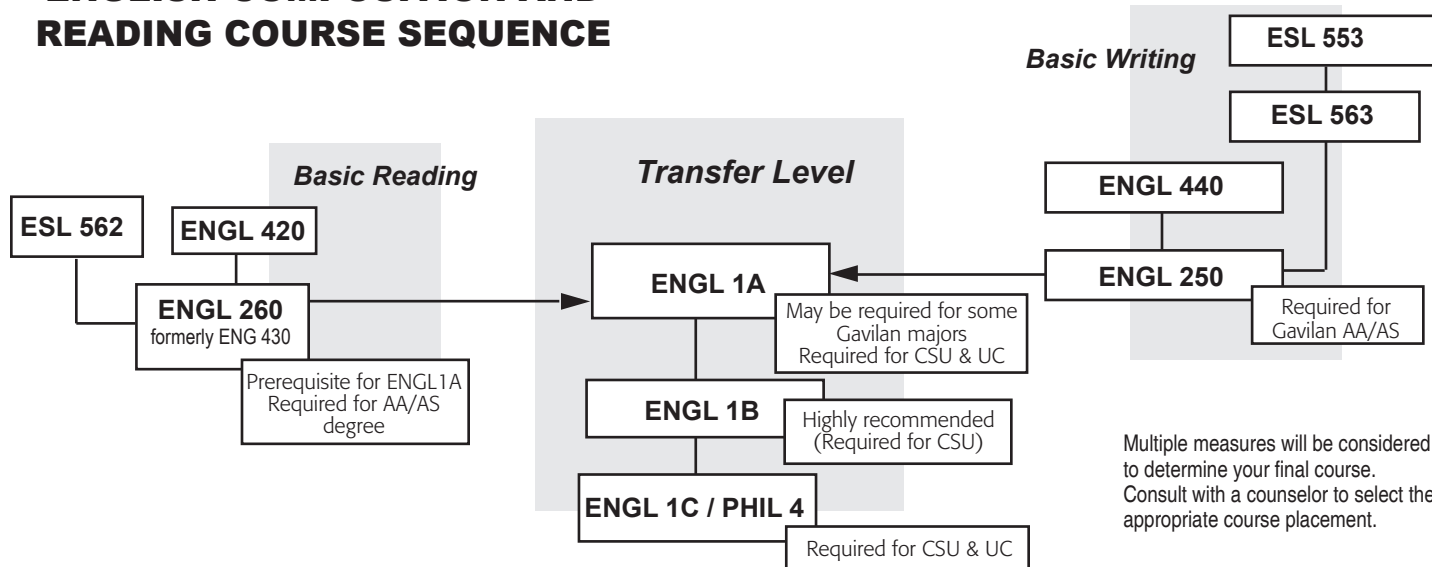 ENGLISH COMPOSITION AND
READING COURSE SEQUENCE
Basic Reading
ESL 562
ENGL 420
ENGL 260
formerly ENG 430
Prerequisite for ENGL1A
Required for AA/AS
degree
Transfer Level
ENGL 1A
May be required for some
Gavilan majors
Required for CSU & UC
ENGL 1B
Highly recommended
(Required for CSU)
ENGL 1C / PHIL 4
Required for CSU & UC
Basic Writing
ESL 553
ESL 563
ENGL 440
ENGL 250
Required for
Gavilan AA/AS
Multiple measures will be considered
to determine your final course.
Consult with a counselor to select the
appropriate course placement.